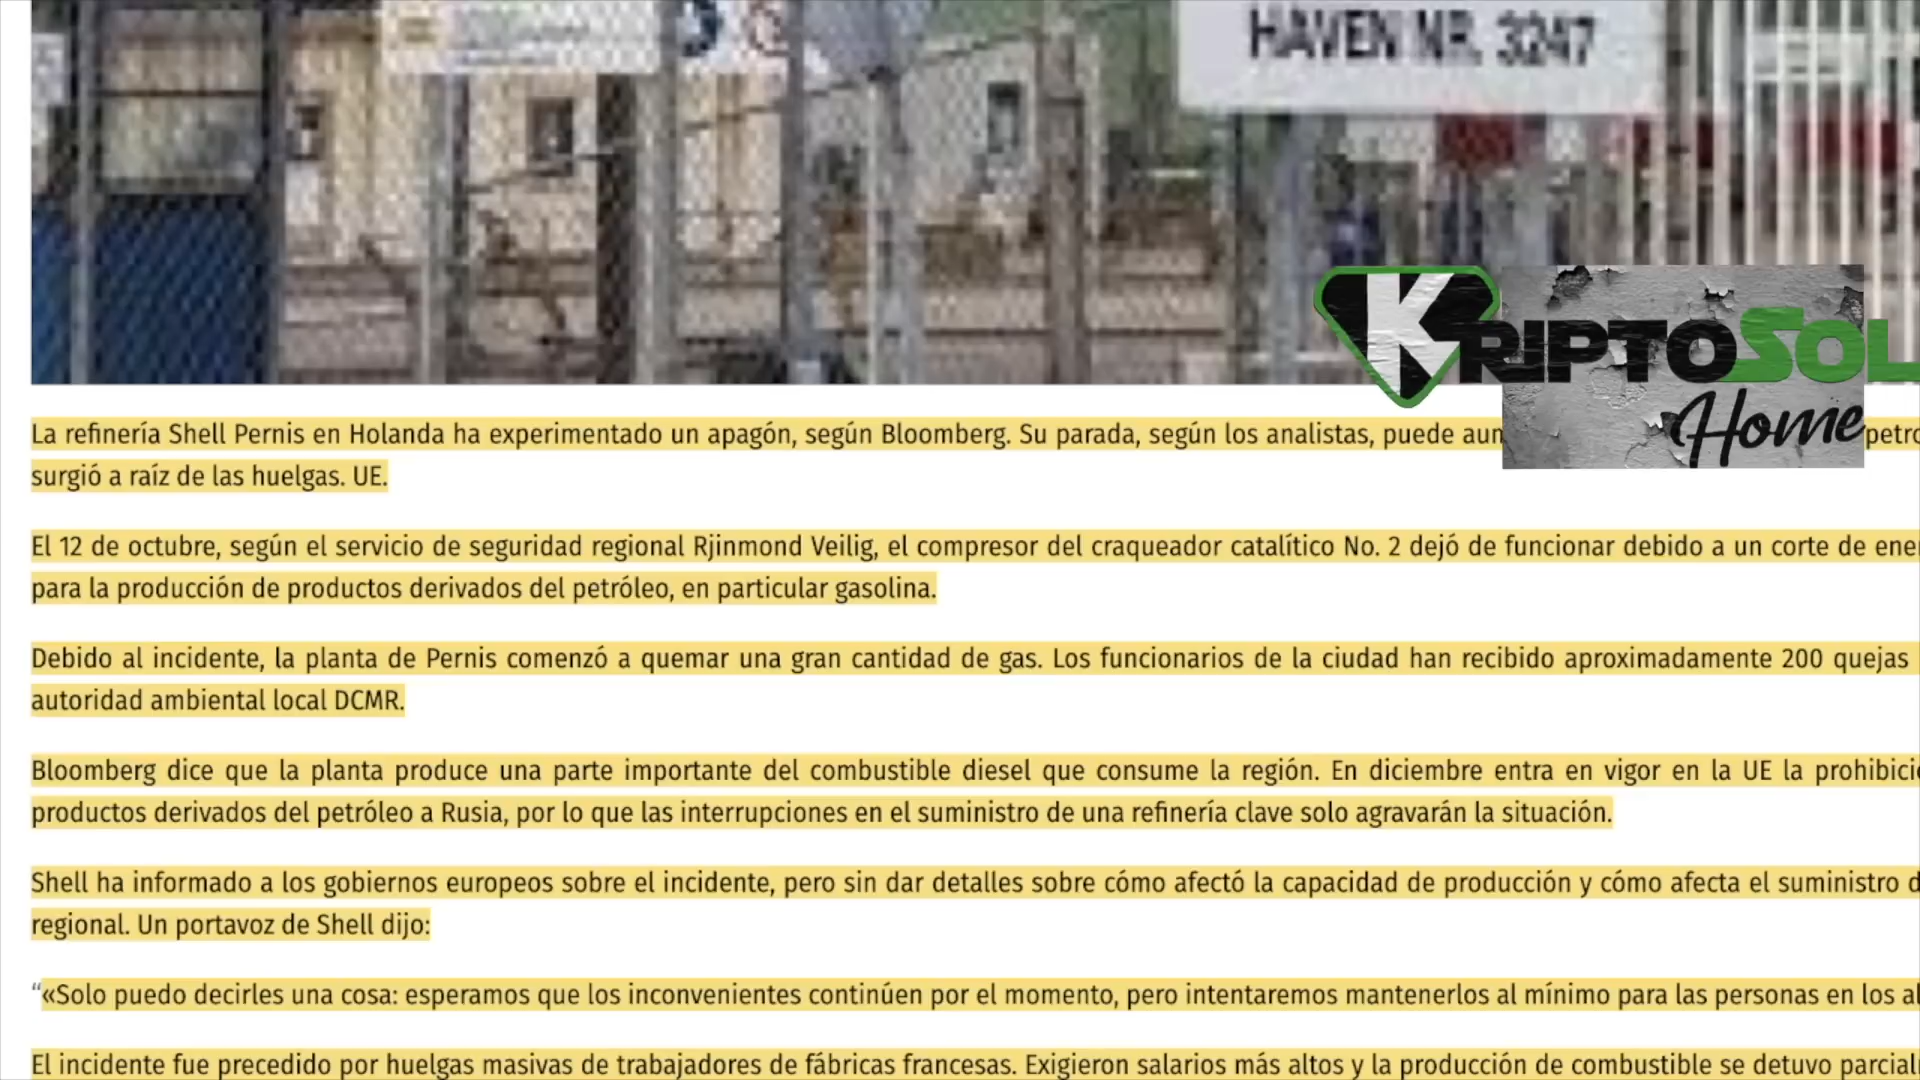 HAVEN NR. 3247
KRIPTOSOL
Home
La refinería Shell Pernis en Holanda ha experimentado un apagón, según Bloomberg. Su parada, según los analistas, puede
surgió a raíz de las huelgas. UE.
El 12 de octubre, según el servicio de seguridad regional Rjinmond Veilig, el compresor del craqueador catalítico No. 2 dejó de funcionar debido a un corte de
para la producción de productos derivados del petróleo, en particular gasolina.
Debido al incidente, la planta de Pernis comenzó a quemar una gran cantidad de gas. Los funcionarios de la ciudad han recibido aproximadamente 200 quejas
autoridad ambiental local DCMR.
Bloomberg dice que la planta produce una parte importante del combustible diesel que consume la región. En diciembre entra en vigor en la UE la
productos derivados del petróleo a Rusia, por lo que las interrupciones en el suministro de una refinería clave solo agravarán la situación.
Shell ha informado a los gobiernos europeos sobre el incidente, pero sin dar detalles sobre cómo afectó la capacidad de producción y cómo afecta el suministro
regional. Un portavoz de Shell dijo:
“«Solo puedo decirles una cosa: esperamos que los inconvenientes continúen por el momento, pero intentaremos mantenerlos al mínimo para las personas en los
El incidente fue precedido por huelgas masivas de trabajadores de fábricas francesas. Exigieron salarios más altos y la producción de combustible se detuvo